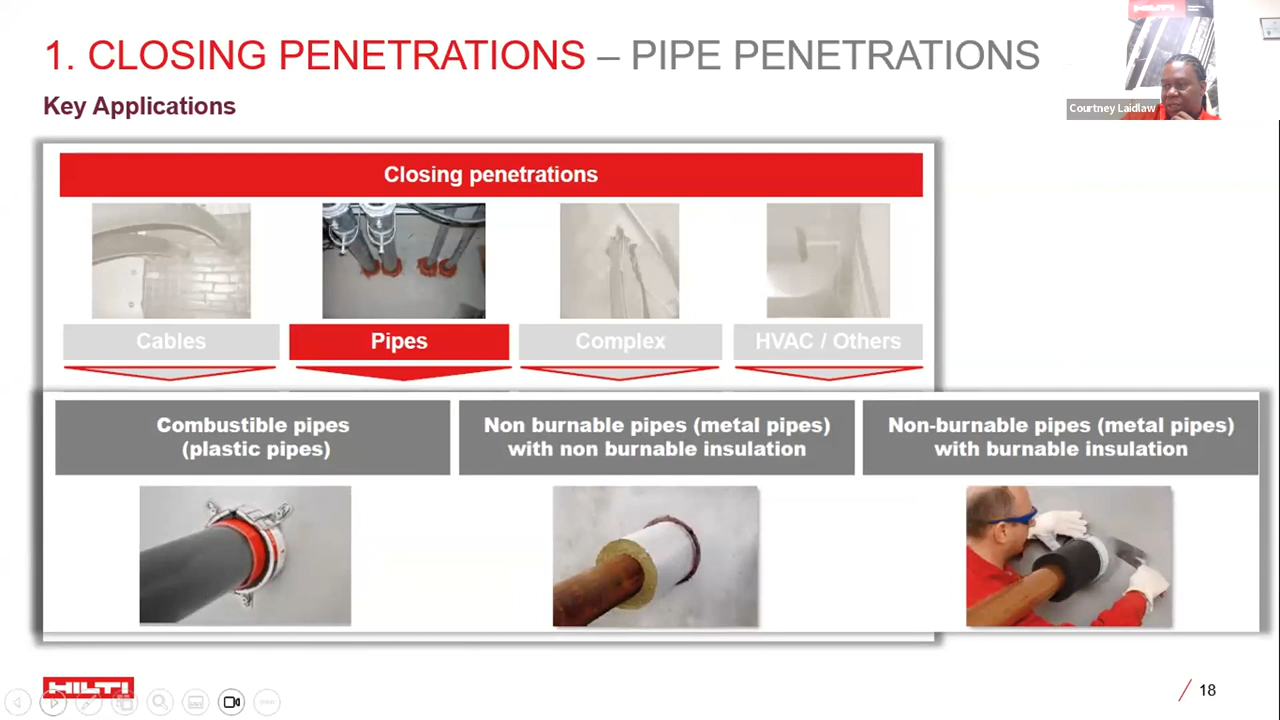 HILTI
1. CLOSING PENETRATIONS – PIPE PENETRATIONS
Key Applications
Courtney Laidlaw
Closing penetrations
Cables
Pipes
Complex
HVAC / Others
Combustible pipes
(plastic pipes)
Non burnable pipes (metal pipes)
with non burnable insulation
Non-burnable pipes (metal pipes)
with burnable insulation
HILTI
18